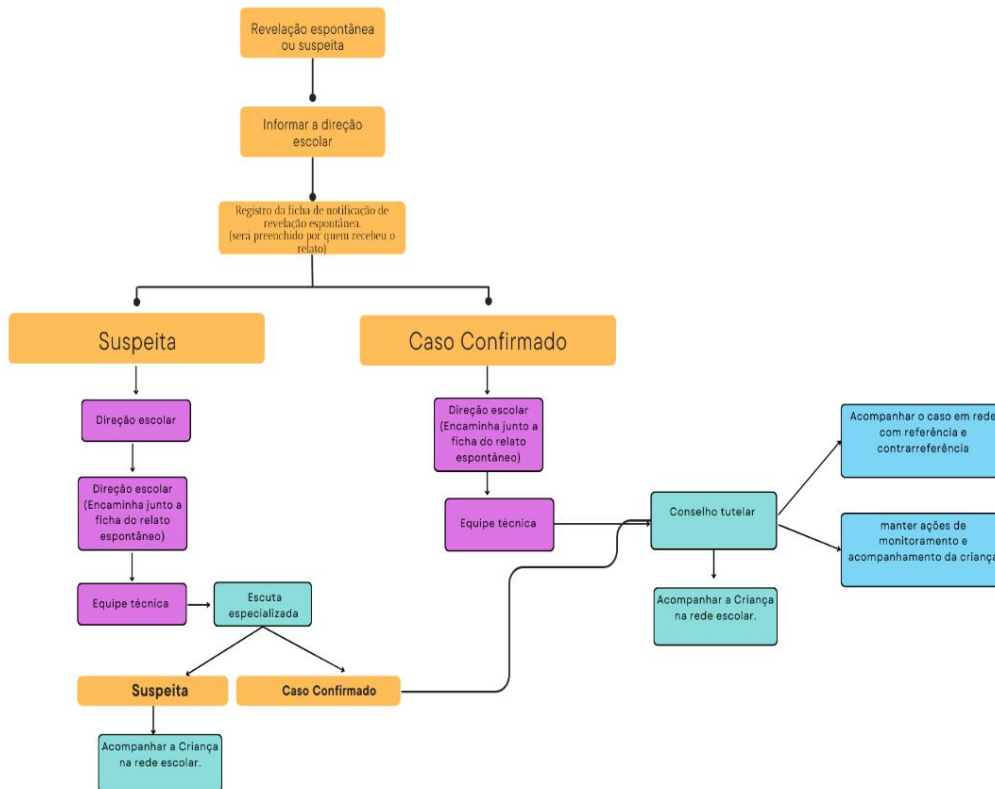 Revelação espontânea
ou suspeita
Informar a direção
escolar
Registro da ficha de notificação de
revelação espontânea.
(será preenchido por quem recebeu o
relato)
Suspeita
Caso Confirmado
Direção escolar
Direção escolar
(Encaminha junto a
ficha do relato
espontâneo)
Equipe técnica
Escuta
especializada
Suspeita
Caso Confirmado
Acompanhar a Criança
na rede escolar.
Direção escolar
(Encaminha junto a
ficha do relato
espontâneo)
Equipe técnica
Conselho tutelar
Acompanhar a Criança
na rede escolar.
Acompanhar o caso em rede
com referência e
contrarreferência
manter ações de
monitoramento e
acompanhamento da criança